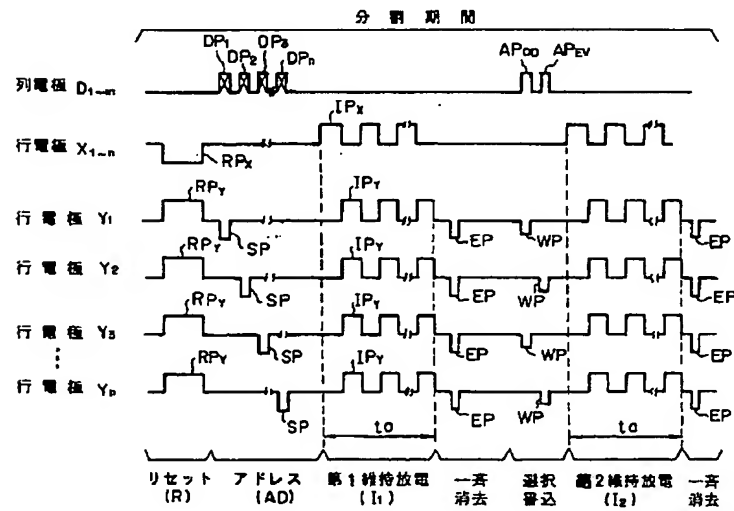 分割期間
DP1 DP2 DP3 DPn APOD APEV
列電極 D1~m
IPX
行電極 X1~n
RPX
RPY IPY
行電極 Y1
SP EP WP EP
RPY IPY
行電極 Y2
SP EP WP EP
RPY IPY
行電極 Y3
SP EP WP EP
RPY IPY
行電極 Yn
SP EP WP EP
ta ta
リセット アドレス 第1維持放電 一斉 選択 第2維持放電 一斉
(R) (AD) (I1) 消去 書込 (I2) 消去